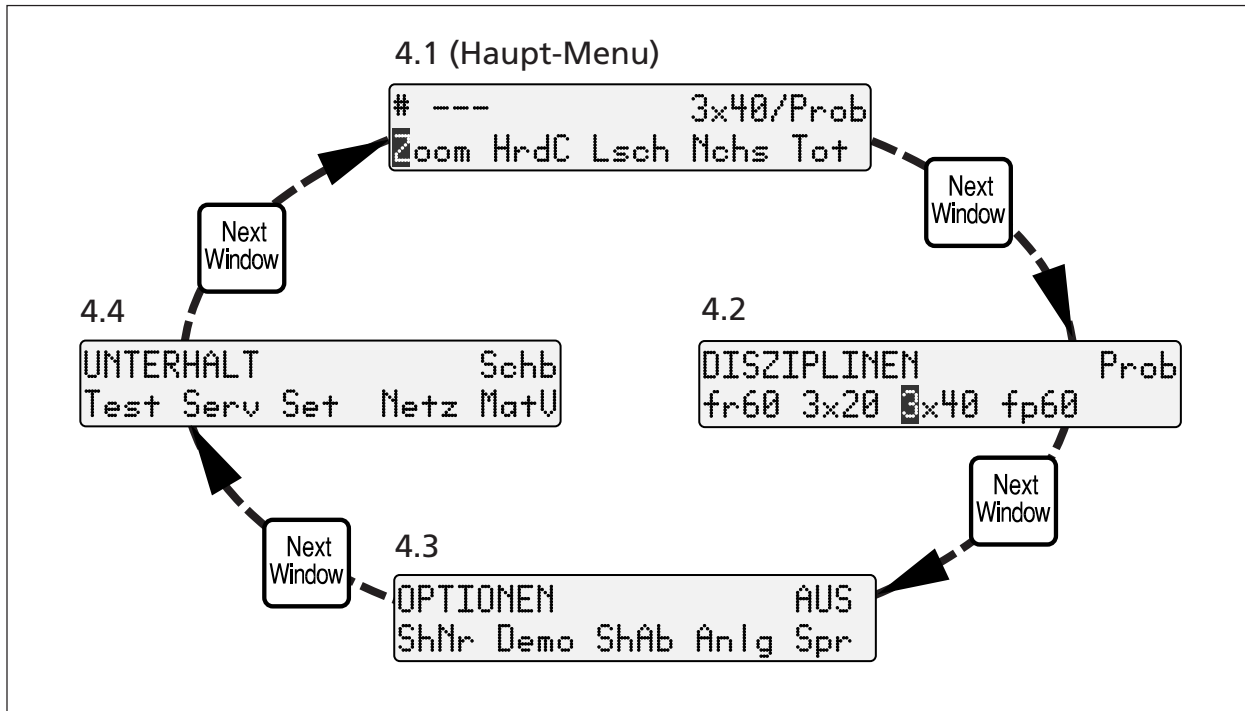 4.1 (Haupt-Menu)
# --- 3x40/Prob
Zoom HrdC Lsch Nchs Tot
Next
Window
4.2
DISZIPLINEN Prob
fr60 3x20 3x40 fp60
Next
Window
4.3
OPTIONEN AUS
ShNr Demo ShAb Anlg Spr
Next
Window
4.4
UNTERHALT Schb
Test Serv Set Netz MatV
Next
Window